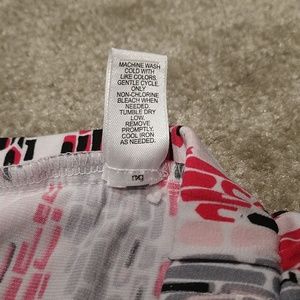 MACHINE WASH
COLD WITH
LIKE COLORS.
GENTLE CYCLE.
ONLY
NON-CHLORINE
BLEACH WHEN
NEEDED.
TUMBLE DRY
LOW.
REMOVE
PROMPTLY.
COOL IRON
AS NEEDED.